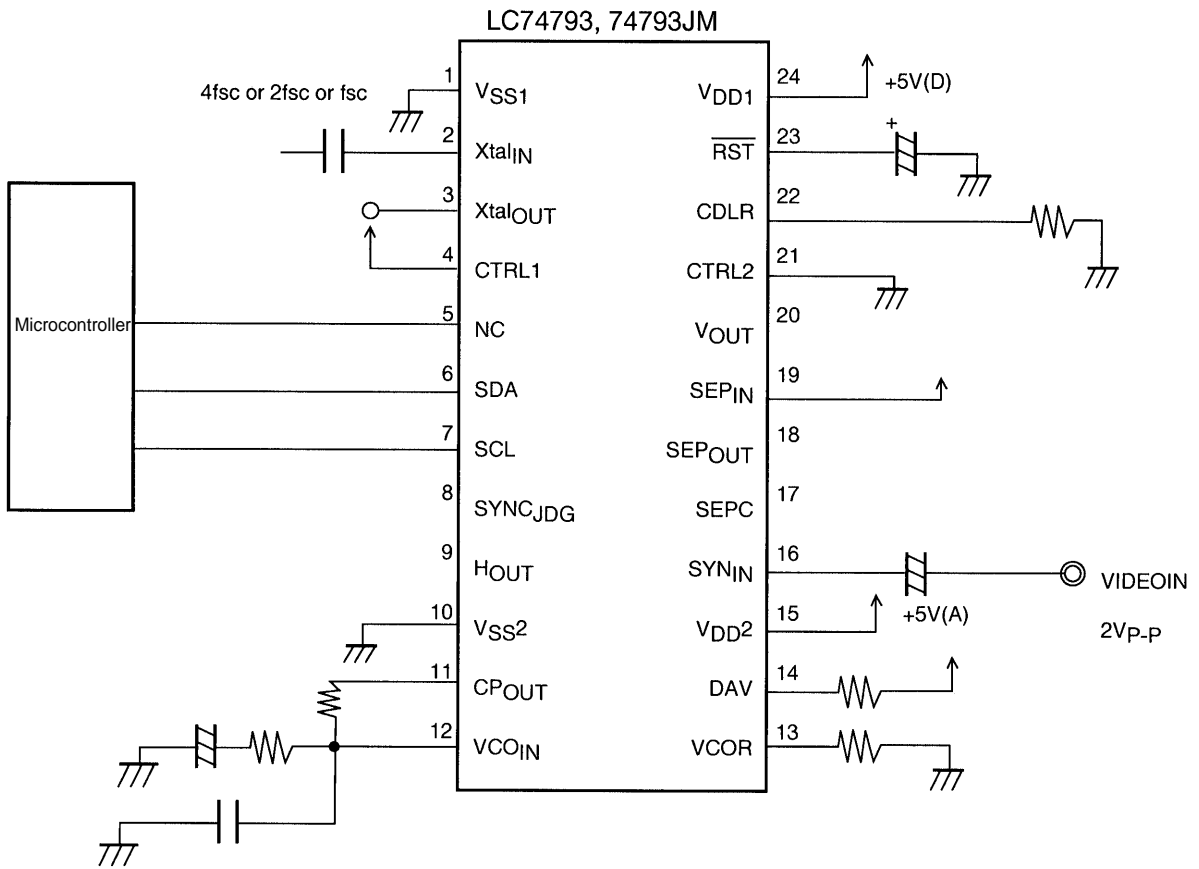 LC74793, 74793JM
4fsc or 2fsc or fsc
Microcontroller
1 VSS1
2 XtalIN
3 XtalOUT
4 CTRL1
5 NC
6 SDA
7 SCL
8 SYNCJDG
9 HOUT
10 VSS2
11 CPOUT
12 VCOIN
VDD1 24 +5V(D)
RST 23 +
CDLR 22
CTRL2 21
VOUT 20
SEPIN 19
SEPOUT 18
SEPC 17
SYNIN 16 VIDEOIN
VDD2 15 +5V(A) 2VP-P
DAV 14
VCOR 13